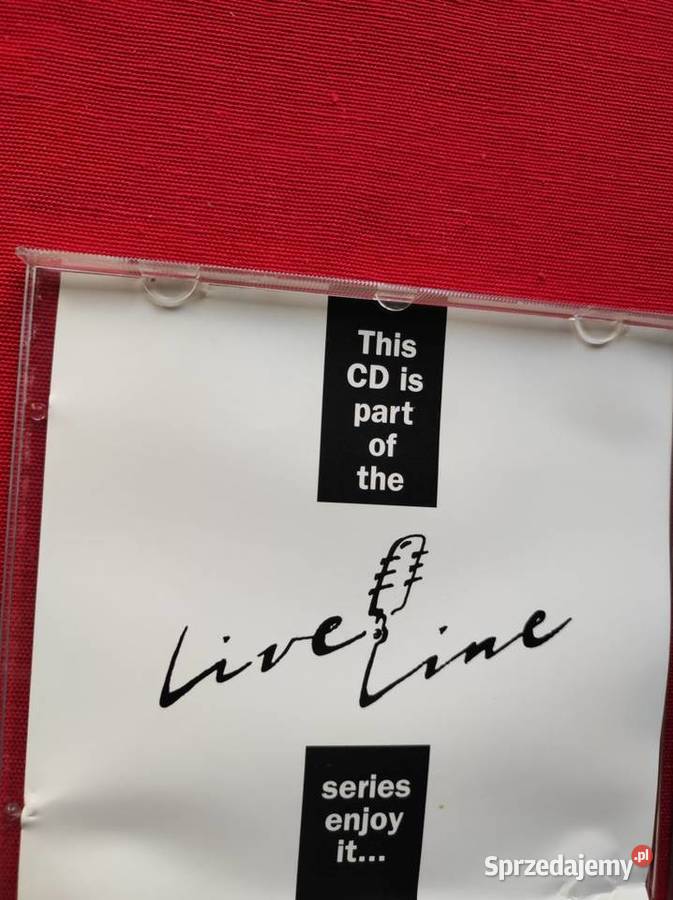 This
CD is
part
of
the
Live Line
series
enjoy
it...
Sprzedajemy.pl